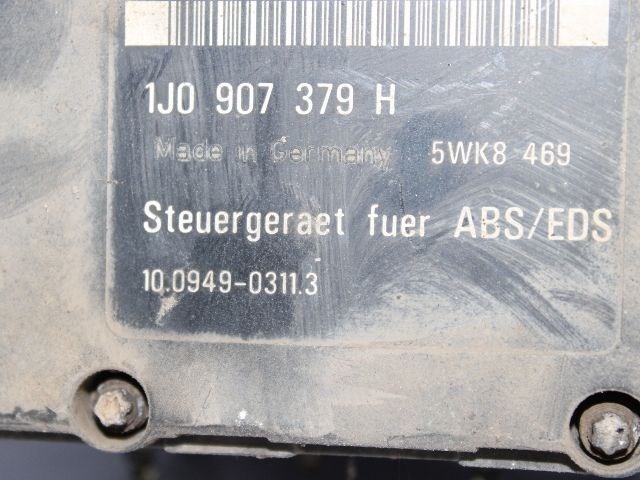 1J0 907 379 H
Made in Germany 5WK8 469
Steuergeraet fuer ABS/EDS
10.0949-0311.3